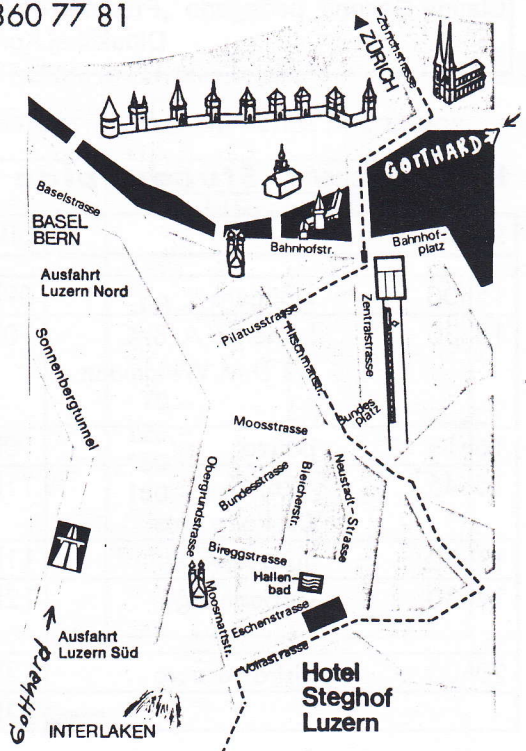 860 77 81
Zürichstrasse
ZÜRICH
GOTTHARD
Baselstrasse
BASEL
BERN
Bahnhofstr.
Bahnhof-
platz
Ausfahrt
Luzern Nord
Pilatusstrasse
Hirschmattstr.
Zentralstrasse
Sonnenbergtunnel
Bundes
platz
Moosstrasse
Obergrundstrasse
Bundesstrasse
Bleicherstr.
Neustadt-Strasse
Bireggstrasse
Hallen-
bad
Moosmattstr.
Eschenstrasse
Gotthard
Ausfahrt
Luzern Süd
Voltastrasse
Hotel
Steghof
Luzern
INTERLAKEN